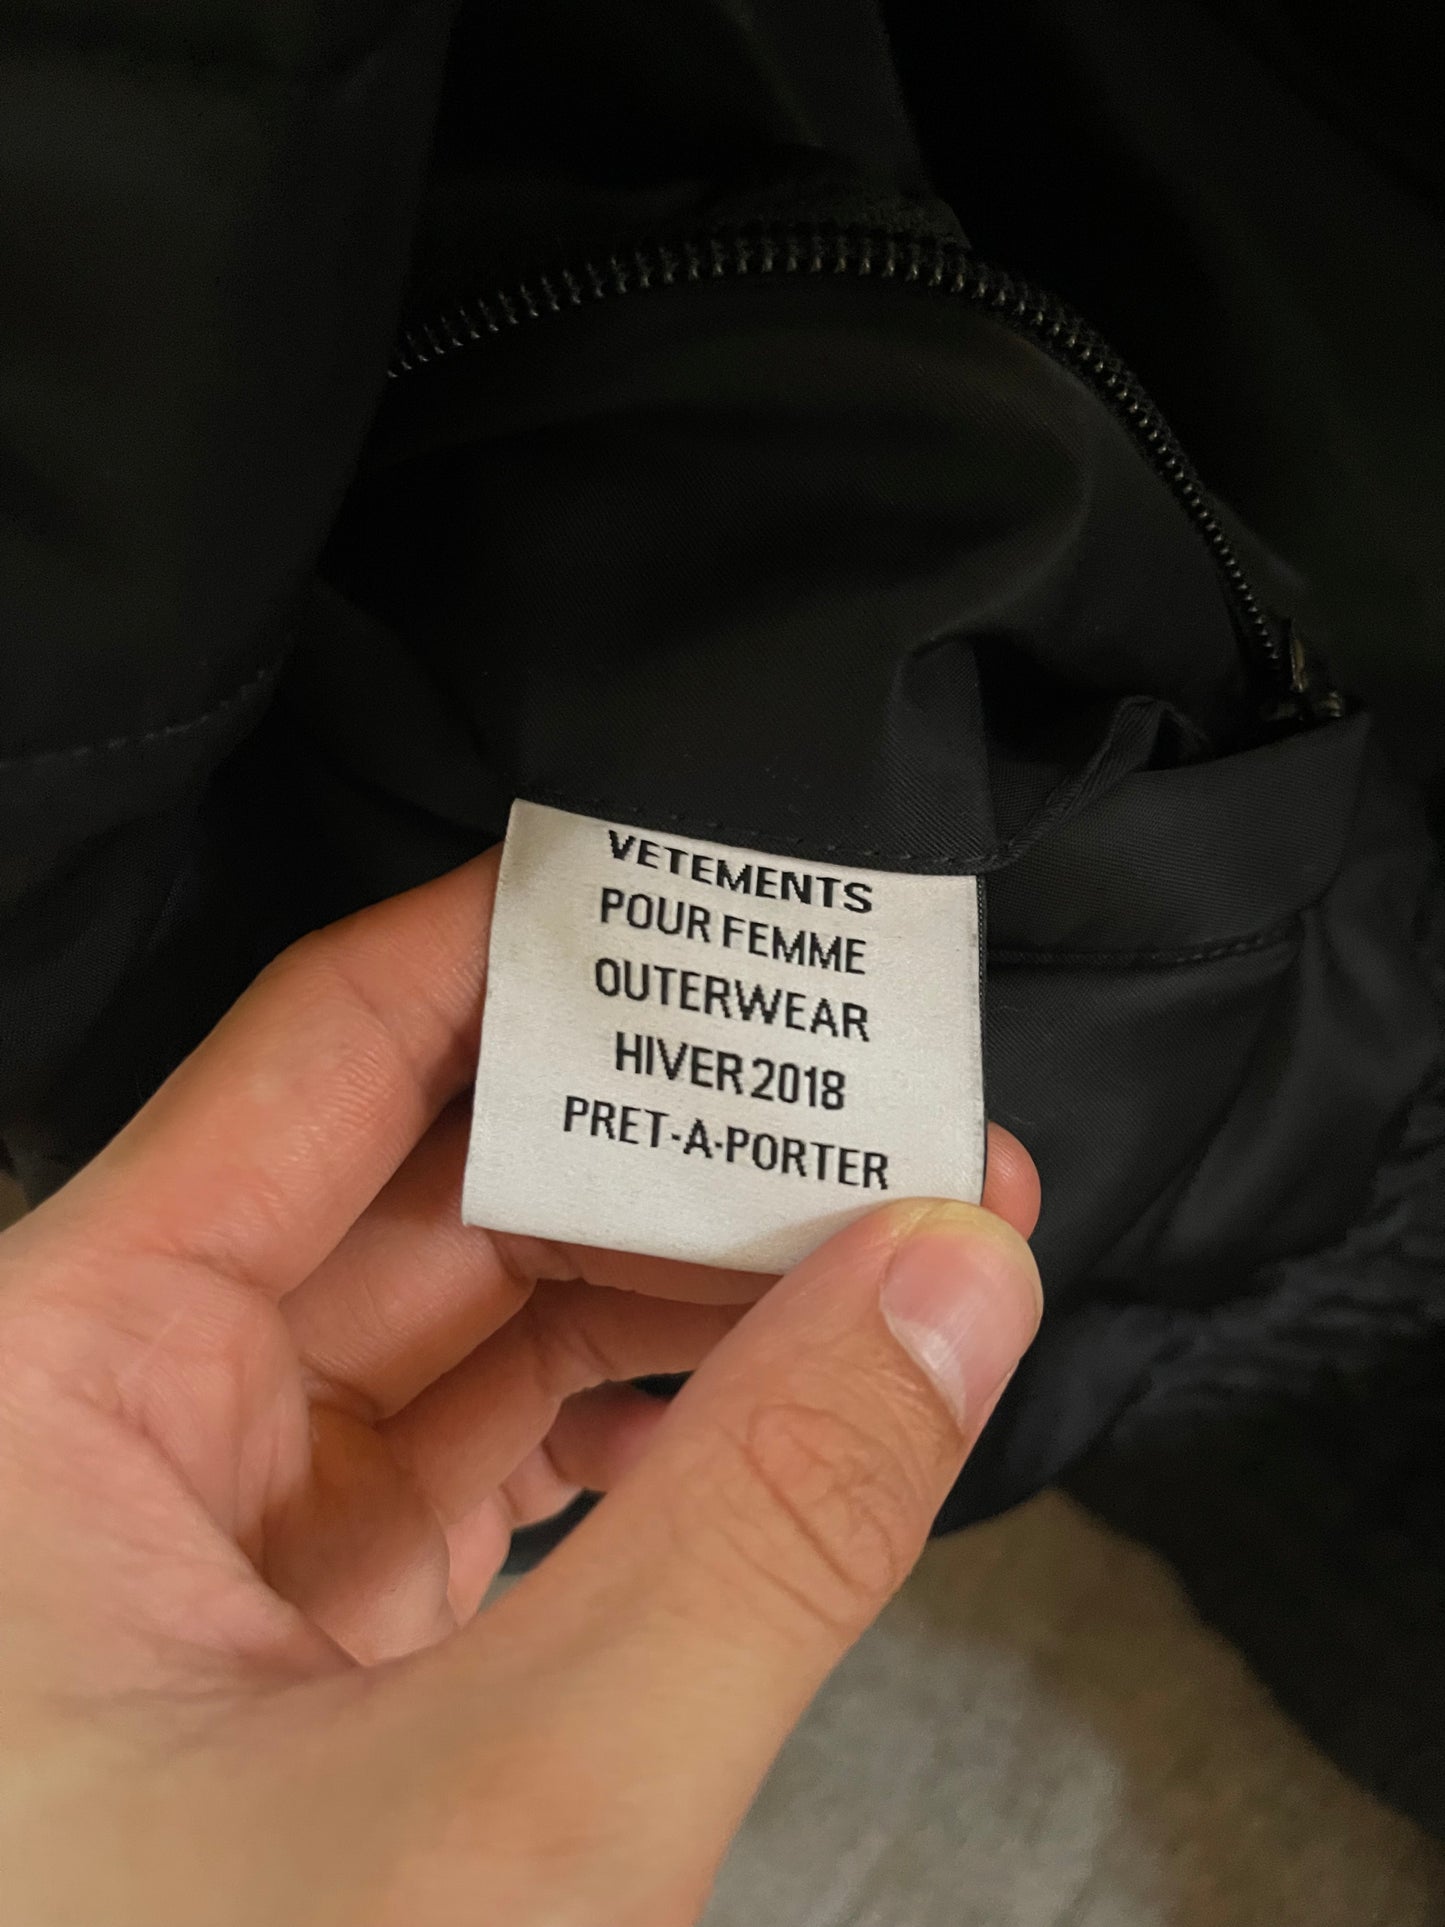 VETEMENTS
POUR FEMME
OUTERWEAR
HIVER 2018
PRET-A-PORTER